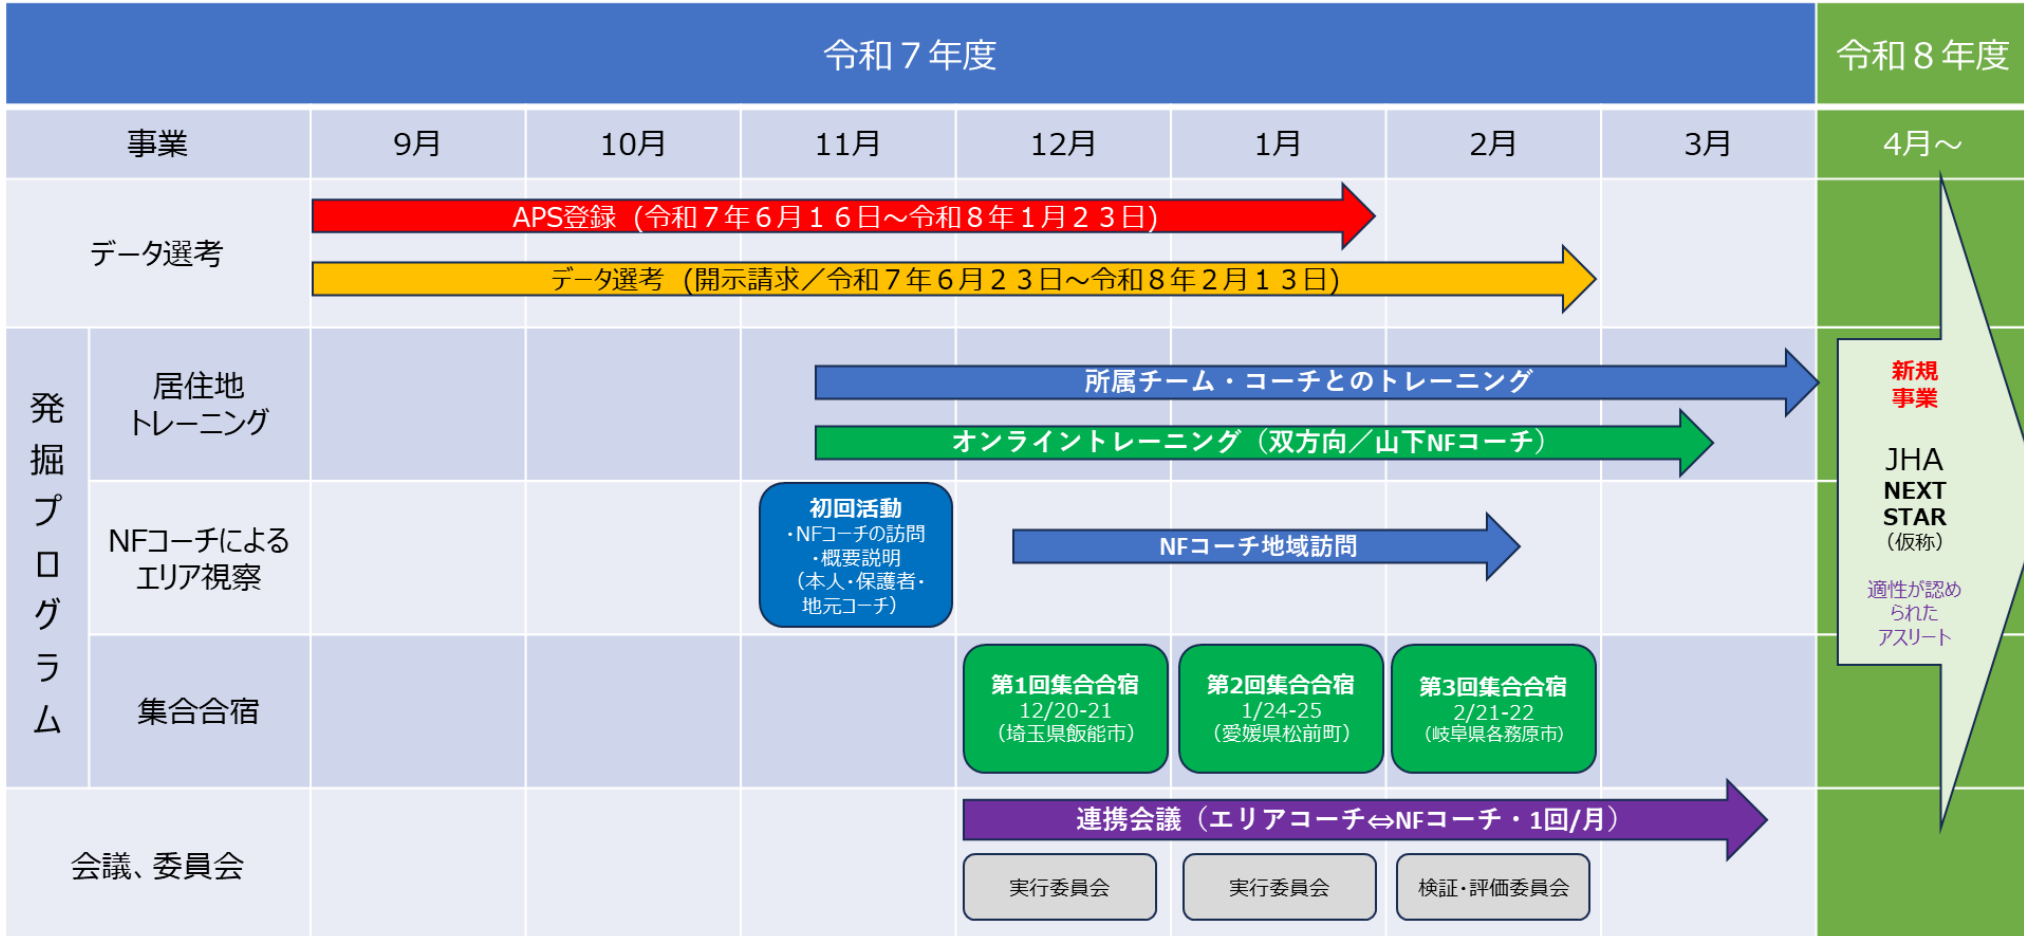 令和７年度
令和８年度
事業
9月
10月
11月
12月
1月
2月
3月
4月～
データ選考
APS登録 (令和７年６月１６日～令和８年１月２３日)
データ選考 (開示請求／令和７年６月２３日～令和８年２月１３日)
発掘プログラム
居住地
トレーニング
所属チーム・コーチとのトレーニング
オンライントレーニング（双方向／山下NFコーチ）
NFコーチによる
エリア視察
初回活動
・NFコーチの訪問
・概要説明
（本人・保護者・
地元コーチ）
NFコーチ地域訪問
集合合宿
第1回集合合宿
12/20-21
（埼玉県飯能市）
第2回集合合宿
1/24-25
（愛媛県松前町）
第3回集合合宿
2/21-22
（岐阜県各務原市）
会議、委員会
連携会議（エリアコーチ⇔NFコーチ・1回/月）
実行委員会
実行委員会
検証・評価委員会
新規
事業
JHA
NEXT
STAR
（仮称）
適性が認め
られた
アスリート